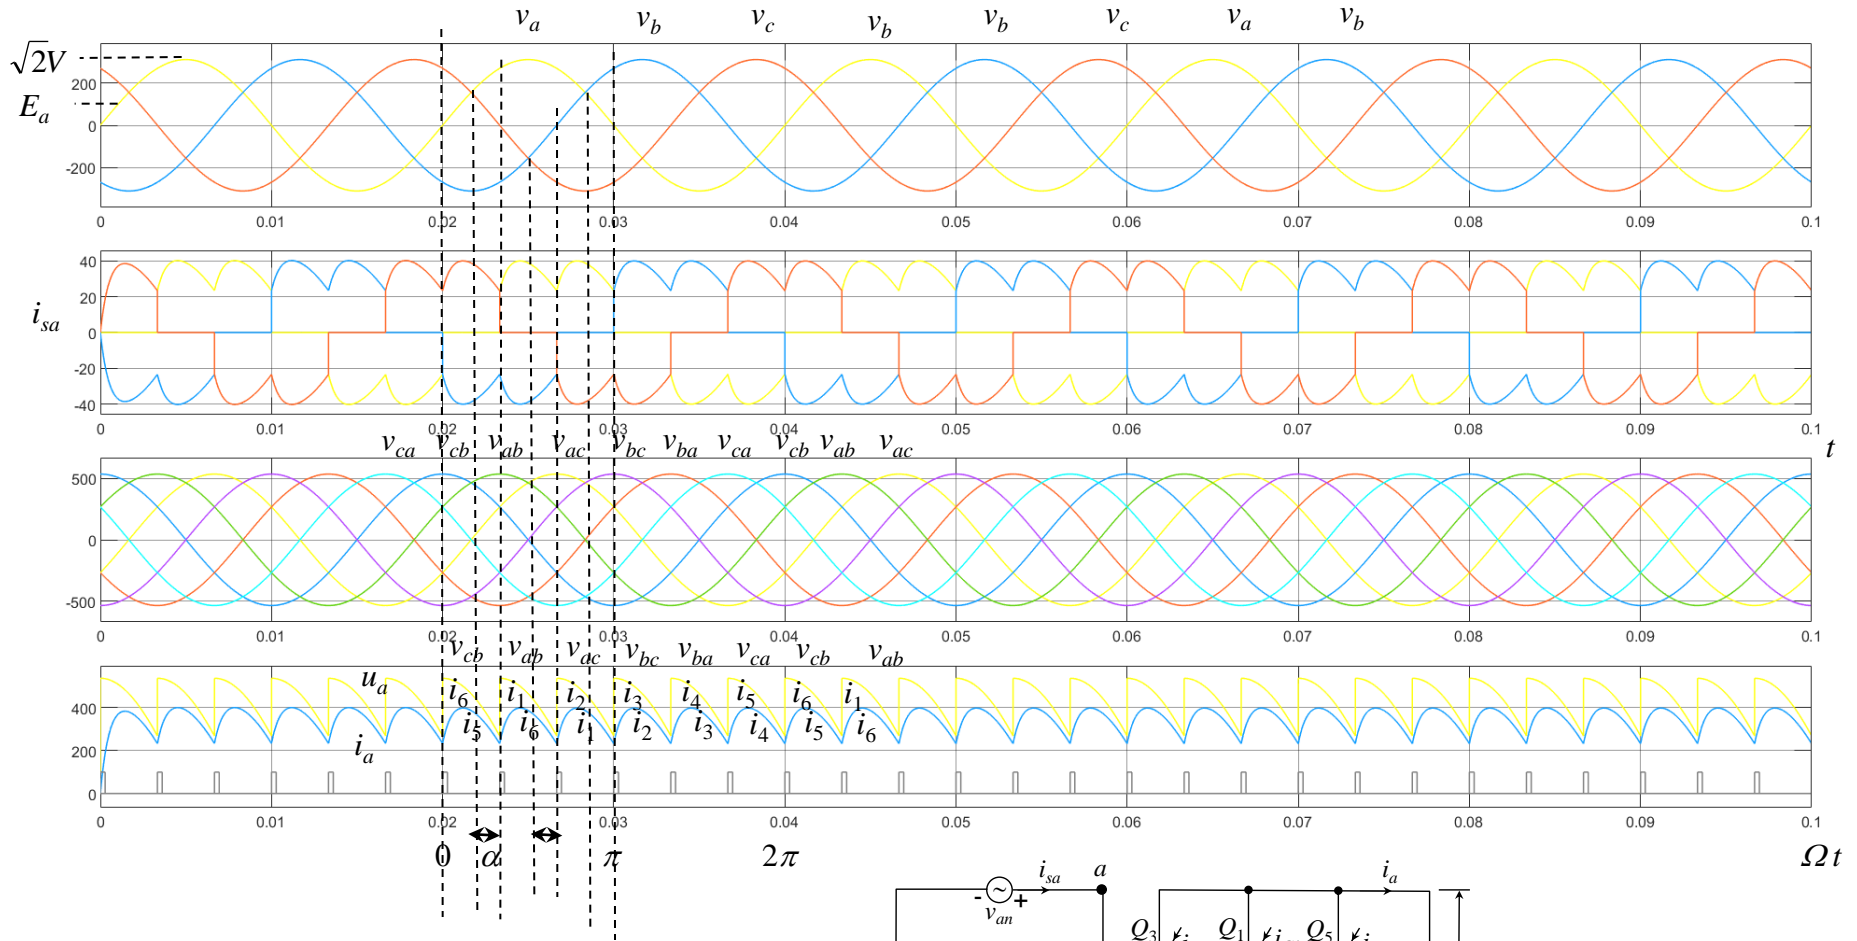 v_a v_b v_c v_b v_b v_c v_a v_b
√2V
200
E_a
0
-200
0 0.01 0.02 0.03 0.04 0.05 0.06 0.07 0.08 0.09 0.1
40
20
i_sa
0
-20
-40
0 0.01 0.02 0.03 0.04 0.05 0.06 0.07 0.08 0.09 0.1
v_ca v_cb v_ab v_ac v_bc v_ba v_ca v_cb v_ab v_ac t
500
0
-500
0 0.01 0.02 0.03 0.04 0.05 0.06 0.07 0.08 0.09 0.1
v_cb v_ab v_ac v_bc v_ba v_ca v_cb v_ab
u_a i_6 i_1 i_2 i_3 i_4 i_5 i_6 i_1
400
i_5 i_6 i_1 i_2 i_3 i_4 i_5 i_6
i_a
200
0
0 0.01 0.02 0.03 0.04 0.05 0.06 0.07 0.08 0.09 0.1
0 α π 2π Ωt
i_sa a i_a
- ~ +
v_an
Q_3 Q_1 Q_5